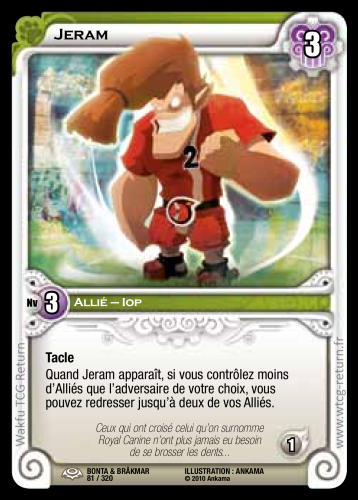 Jeram
3
2
Nv 3 Allié – Iop
Tacle
Quand Jeram apparaît, si vous contrôlez moins
d'Alliés que l'adversaire de votre choix, vous
pouvez redresser jusqu'à deux de vos Alliés.
Ceux qui ont croisé celui qu'on surnomme
Royal Canine n'ont plus jamais eu besoin
de se brosser les dents...
1
BONTA & BRÂKMAR
81 / 320
ILLUSTRATION : ANKAMA
© 2010 Ankama
Wakfu TCG Return
www.wtcg-return.fr